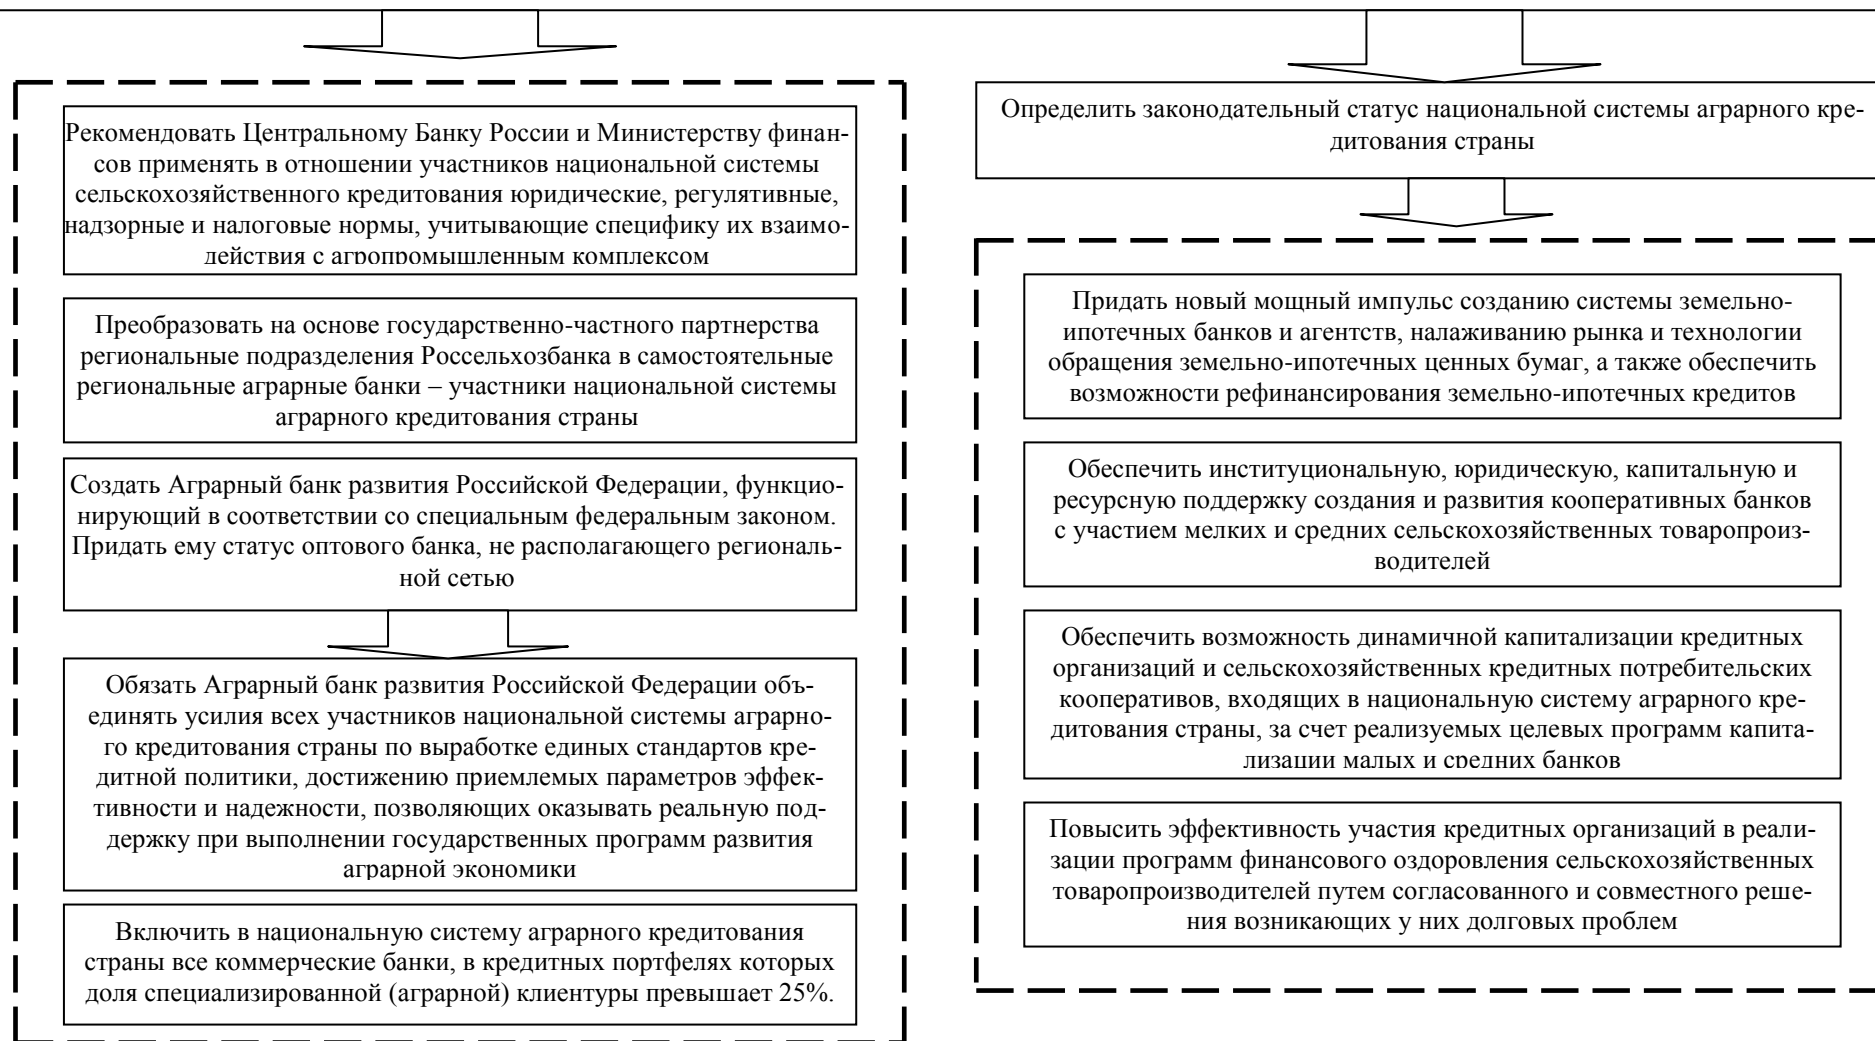 Рекомендовать Центральному Банку России и Министерству финан-
сов применять в отношении участников национальной системы
сельскохозяйственного кредитования юридические, регулятивные,
надзорные и налоговые нормы, учитывающие специфику их взаимо-
действия с агропромышленным комплексом
Преобразовать на основе государственно-частного партнерства
региональные подразделения Россельхозбанка в самостоятельные
региональные аграрные банки – участники национальной системы
аграрного кредитования страны
Создать Аграрный банк развития Российской Федерации, функцио-
нирующий в соответствии со специальным федеральным законом.
Придать ему статус оптового банка, не располагающего региональ-
ной сетью
Обязать Аграрный банк развития Российской Федерации объ-
единять усилия всех участников национальной системы аграрно-
го кредитования страны по выработке единых стандартов кре-
дитной политики, достижению приемлемых параметров эффек-
тивности и надежности, позволяющих оказывать реальную под-
держку при выполнении государственных программ развития
аграрной экономики
Включить в национальную систему аграрного кредитования
страны все коммерческие банки, в кредитных портфелях которых
доля специализированной (аграрной) клиентуры превышает 25%.
Определить законодательный статус национальной системы аграрного кре-
дитования страны
Придать новый мощный импульс созданию системы земельно-
ипотечных банков и агентств, налаживанию рынка и технологии
обращения земельно-ипотечных ценных бумаг, а также обеспечить
возможности рефинансирования земельно-ипотечных кредитов
Обеспечить институциональную, юридическую, капитальную и
ресурсную поддержку создания и развития кооперативных банков
с участием мелких и средних сельскохозяйственных товаропроиз-
водителей
Обеспечить возможность динамичной капитализации кредитных
организаций и сельскохозяйственных кредитных потребительских
кооперативов, входящих в национальную систему аграрного кре-
дитования страны, за счет реализуемых целевых программ капита-
лизации малых и средних банков
Повысить эффективность участия кредитных организаций в реали-
зации программ финансового оздоровления сельскохозяйственных
товаропроизводителей путем согласованного и совместного реше-
ния возникающих у них долговых проблем